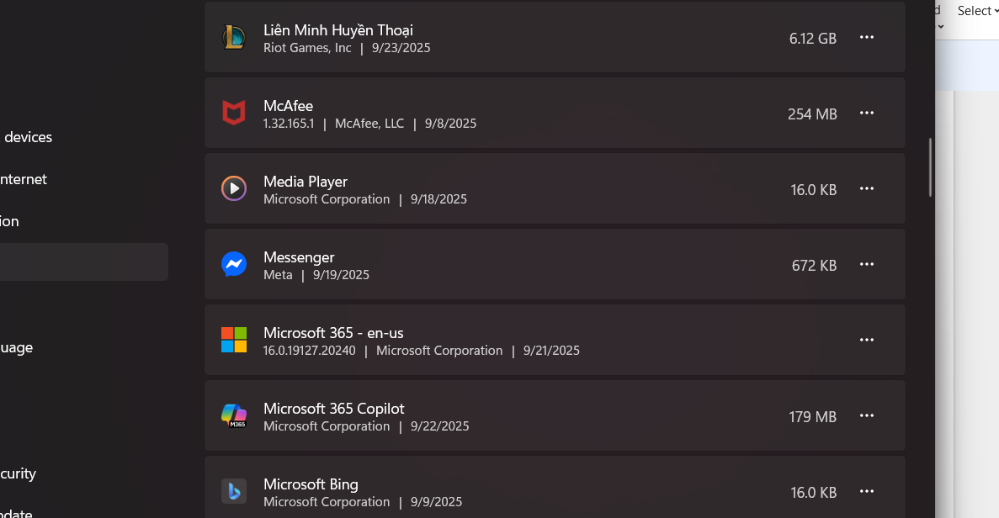 Select
devices
nternet
ion
uage
curity
pdate
Liên Minh Huyền Thoại
Riot Games, Inc | 9/23/2025
6.12 GB
McAfee
1.32.165.1 | McAfee, LLC | 9/8/2025
254 MB
Media Player
Microsoft Corporation | 9/18/2025
16.0 KB
Messenger
Meta | 9/19/2025
672 KB
Microsoft 365 - en-us
16.0.19127.20240 | Microsoft Corporation | 9/21/2025
Microsoft 365 Copilot
Microsoft Corporation | 9/22/2025
179 MB
M365
Microsoft Bing
Microsoft Corporation | 9/9/2025
16.0 KB